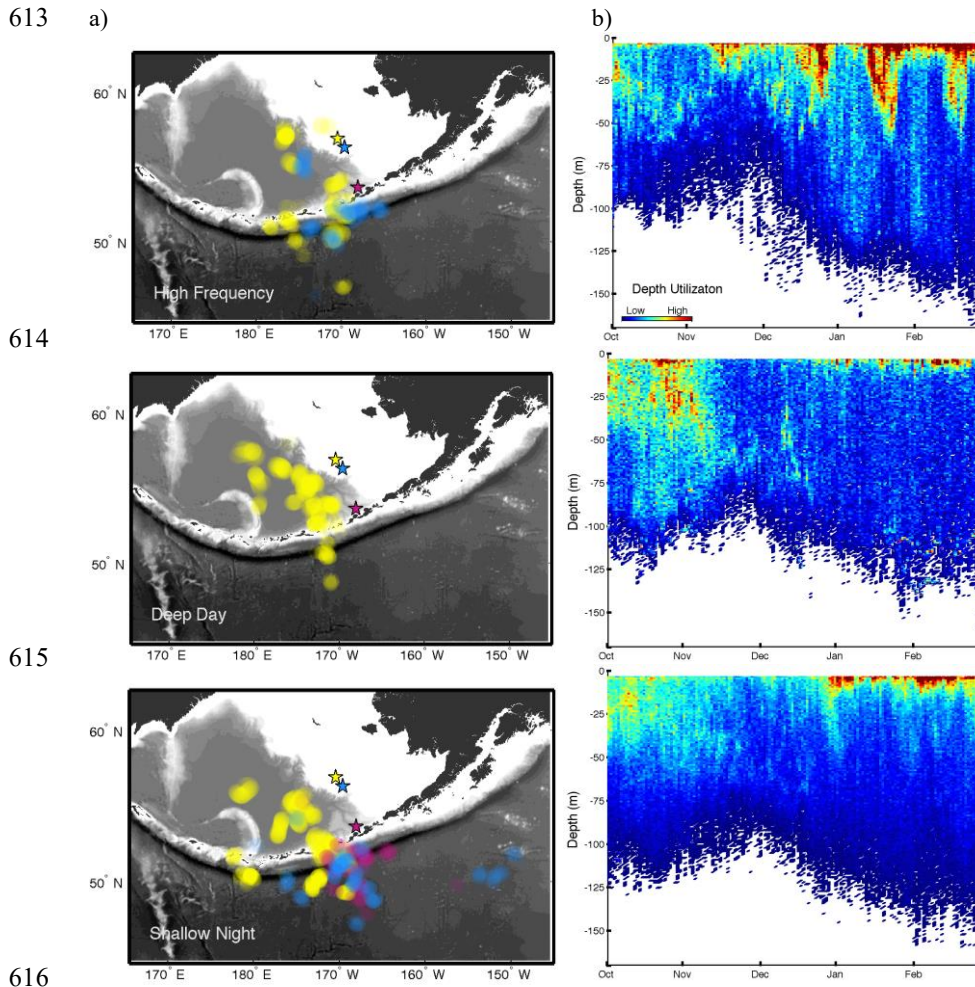 613 a) b)
60° N
50° N
High Frequency
170° E 180° E 170° W 160° W 150° W
0
-25
-50
-75
-100
-125
-150
Depth (m)
Depth Utilizaton
Low High
Oct Nov Dec Jan Feb
614
60° N
50° N
Deep Day
170° E 180° E 170° W 160° W 150° W
0
-25
-50
-75
-100
-125
-150
Depth (m)
Oct Nov Dec Jan Feb
615
60° N
50° N
Shallow Night
170° E 180° E 170° W 160° W 150° W
0
-25
-50
-75
-100
-125
-150
Depth (m)
Oct Nov Dec Jan Feb
616